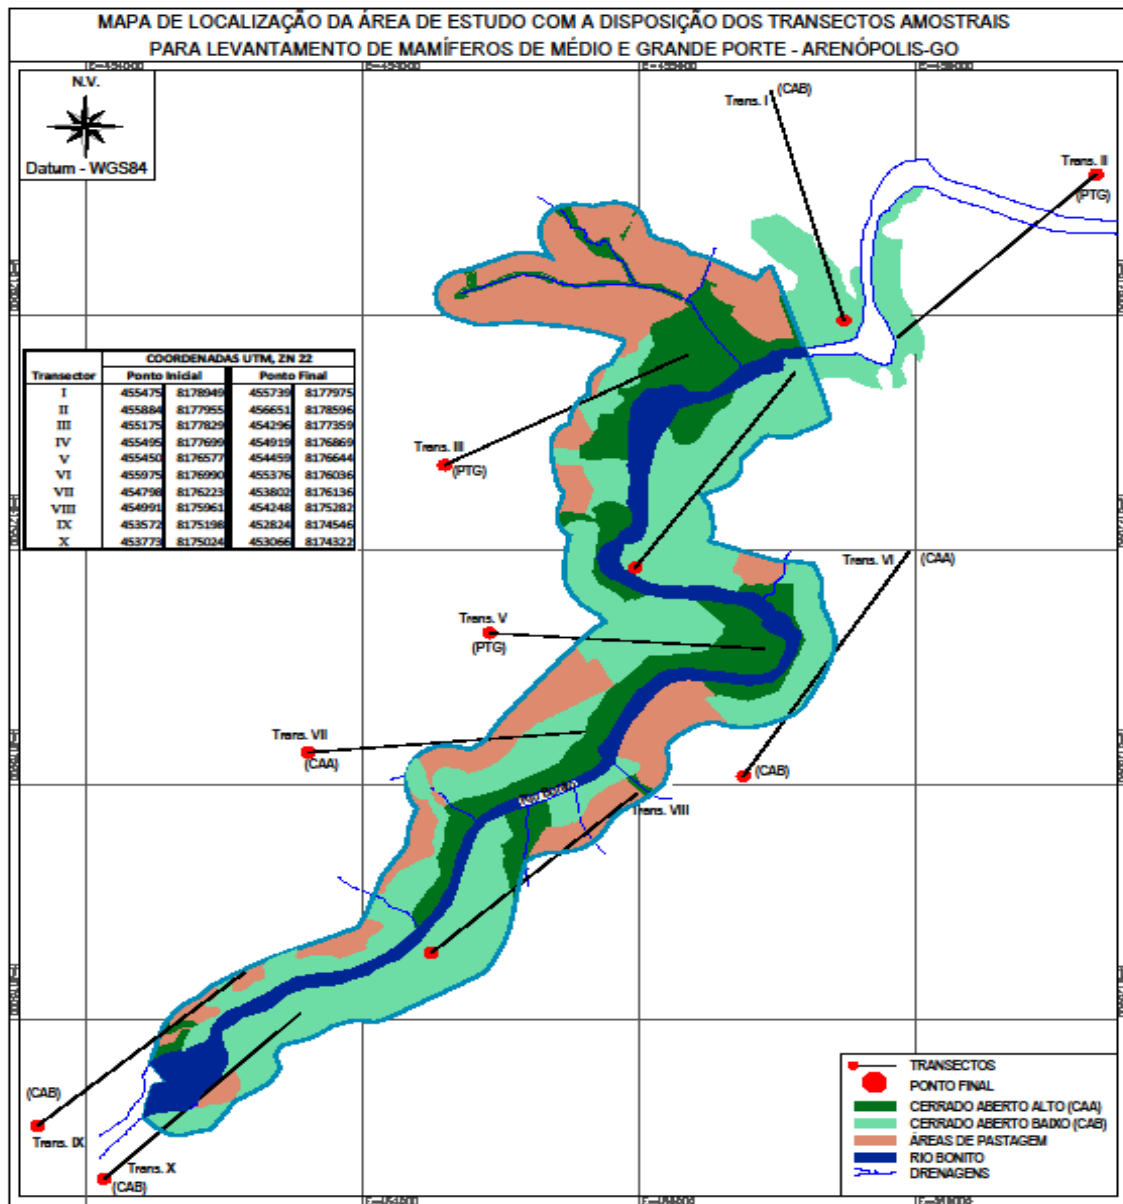 MAPA DE LOCALIZAÇÃO DA ÁREA DE ESTUDO COM A DISPOSIÇÃO DOS TRANSECTOS AMOSTRAIS
PARA LEVANTAMENTO DE MAMÍFEROS DE MÉDIO E GRANDE PORTE - ARENÓPOLIS-GO
N.V.
Datum - WGS84
Trans. I
(CAB)
Trans. II
(PTG)
COORDENADAS UTM, ZN 22
Transector Ponto Inicial Ponto Final
I 455475 8178949 455739 8177975
II 455884 8177955 456651 8178596
III 455175 8177829 454296 8177359
IV 455495 8177699 454919 8176869
V 455450 8176577 454459 8176644
VI 455975 8176990 455376 8176036
VII 454798 8176223 453802 8176136
VIII 454991 8175961 454248 8175282
IX 453572 8175198 452824 8174546
X 453773 8175024 453066 8174322
Trans. III
(PTG)
Trans. VI
(CAA)
Trans. V
(PTG)
Trans. VII
(CAA)
(CAB)
Trans. VIII
(CAB)
Trans. IX
Trans. X
(CAB)
TRANSECTOS
PONTO FINAL
CERRADO ABERTO ALTO (CAA)
CERRADO ABERTO BAIXO (CAB)
ÁREAS DE PASTAGEM
RIO BONITO
DRENAGENS